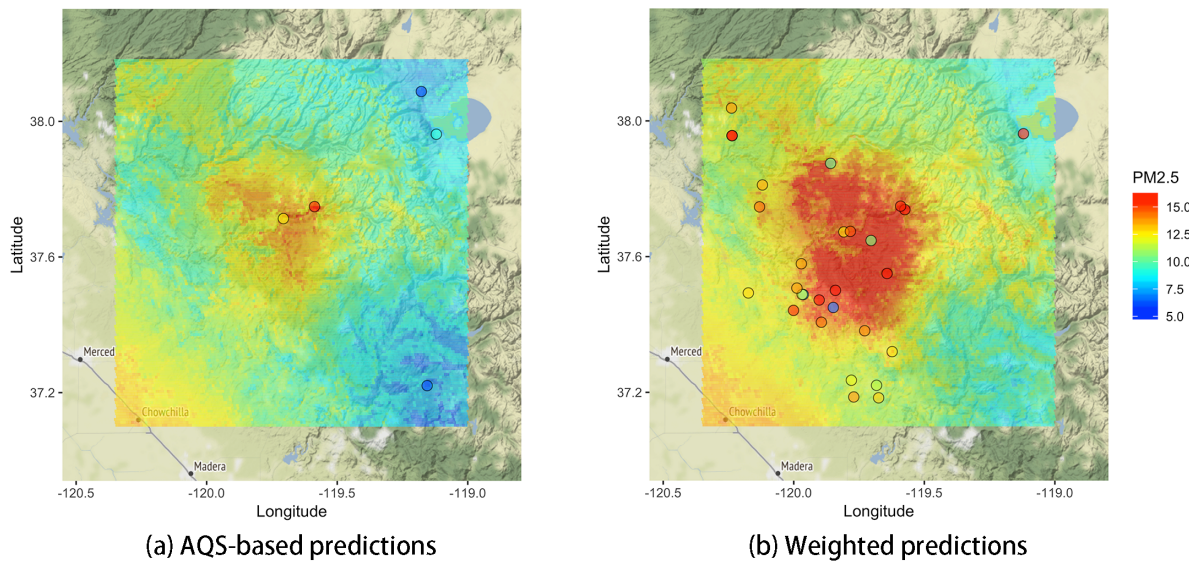 38.0
37.6
37.2
Latitude
Merced
Chowchilla
Madera
-120.5
-120.0
-119.5
-119.0
Longitude
(a) AQS-based predictions
38.0
37.6
37.2
Latitude
Merced
Chowchilla
Madera
-120.5
-120.0
-119.5
-119.0
Longitude
(b) Weighted predictions
PM2.5
15.0
12.5
10.0
7.5
5.0